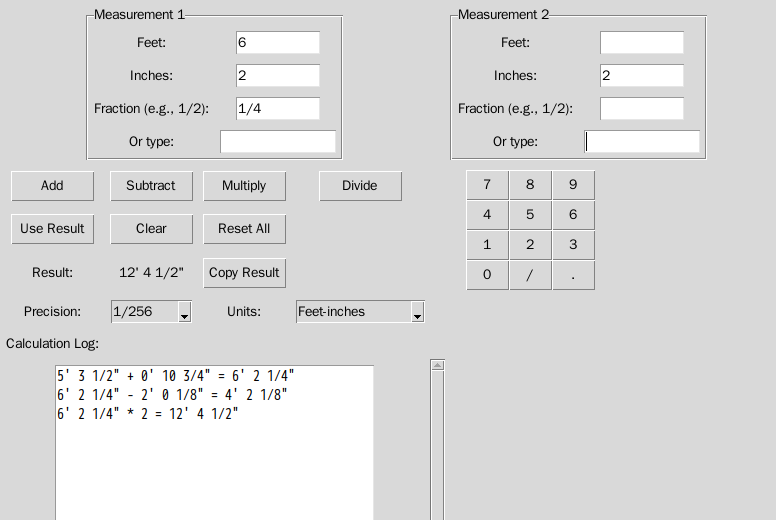 Measurement 1
Feet: 6
Inches: 2
Fraction (e.g., 1/2): 1/4
Or type:
Measurement 2
Feet:
Inches: 2
Fraction (e.g., 1/2):
Or type:
Add Subtract Multiply Divide
Use Result Clear Reset All
7 8 9
4 5 6
1 2 3
0 / .
Result: 12' 4 1/2" Copy Result
Precision: 1/256 Units: Feet-inches
Calculation Log:
5' 3 1/2" + 0' 10 3/4" = 6' 2 1/4"
6' 2 1/4" - 2' 0 1/8" = 4' 2 1/8"
6' 2 1/4" * 2 = 12' 4 1/2"